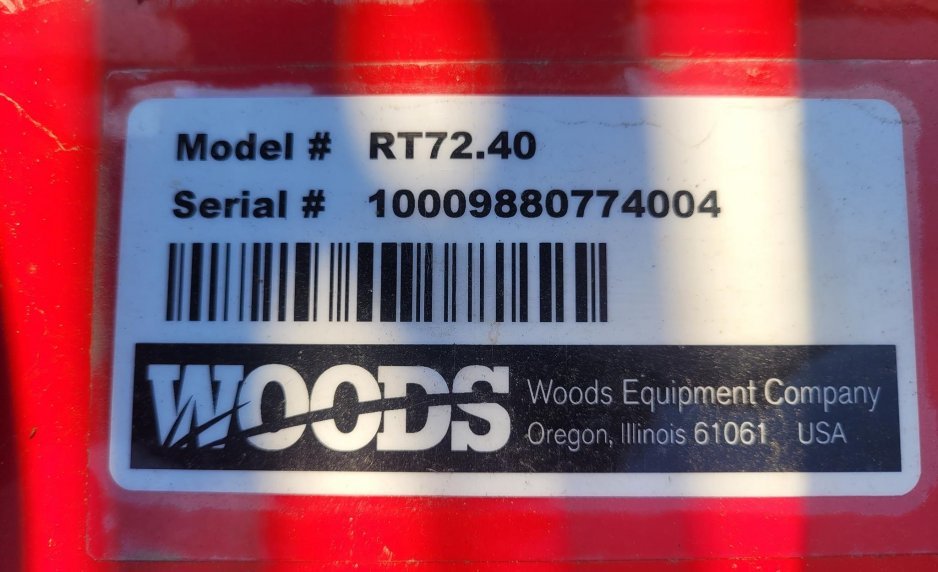 Model # RT72.40
Serial # 10009880774004
WOODS
Woods Equipment Company
Oregon, Illinois 61061 USA